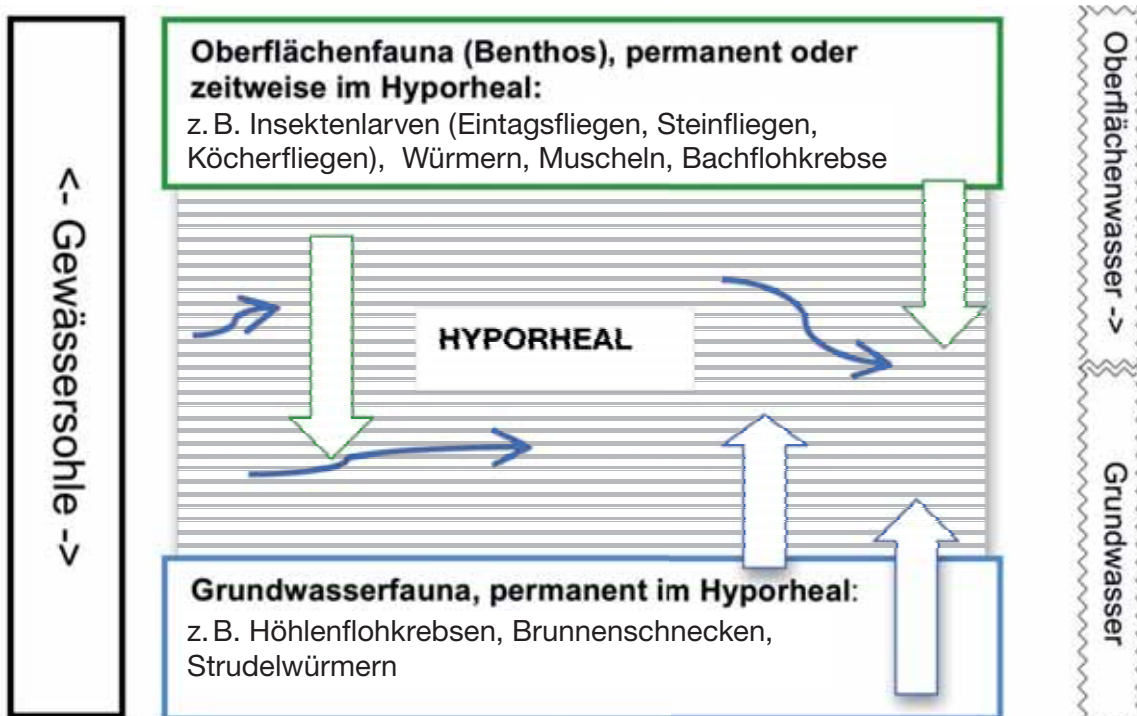 <- Gewässersohle ->
Oberflächenfauna (Benthos), permanent oder
zeitweise im Hyporheal:
z. B. Insektenlarven (Eintagsfliegen, Steinfliegen,
Köcherfliegen), Würmern, Muscheln, Bachflohkrebse
HYPORHEAL
Grundwasserfauna, permanent im Hyporheal:
z. B. Höhlenflohkrebsen, Brunnenschnecken,
Strudelwürmern
Oberflächenwasser ->
Grundwasser